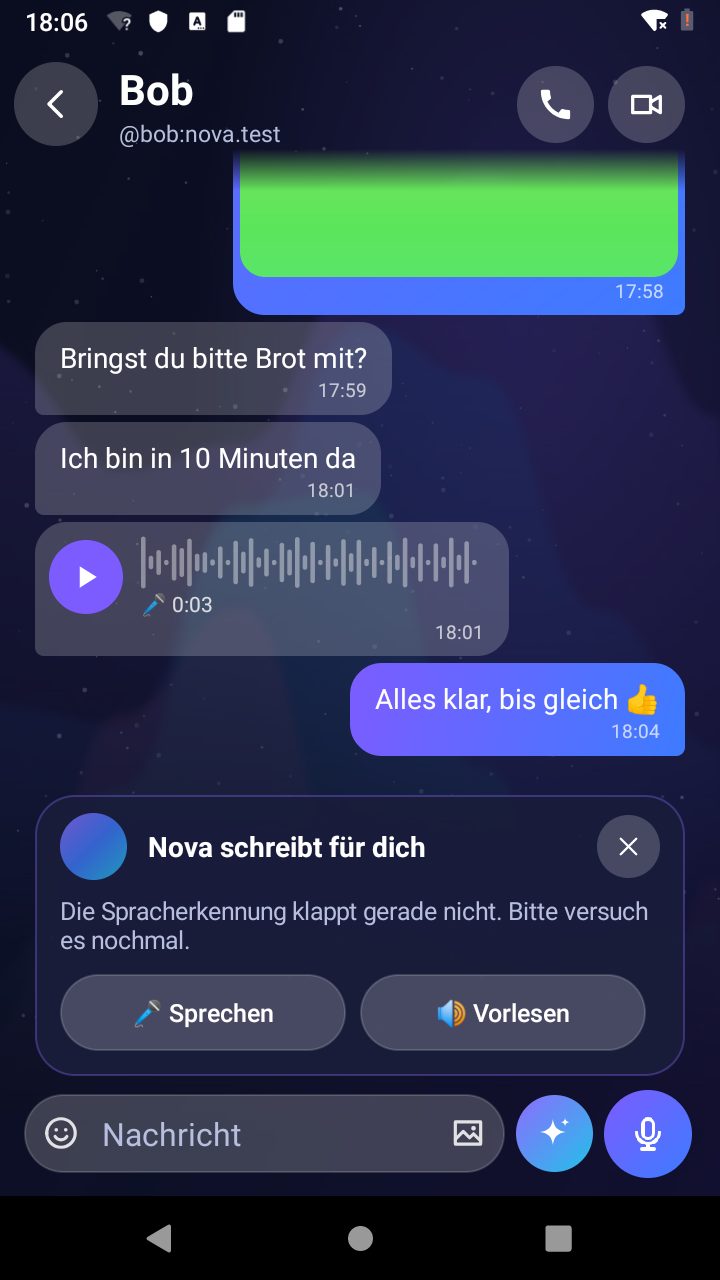 18:06
Bob
@bob:nova.test
17:58
Bringst du bitte Brot mit?
17:59
Ich bin in 10 Minuten da
18:01
0:03
18:01
Alles klar, bis gleich 👍
18:04
Nova schreibt für dich
Die Spracherkennung klappt gerade nicht. Bitte versuch
es nochmal.
🎤 Sprechen
🔊 Vorlesen
Nachricht